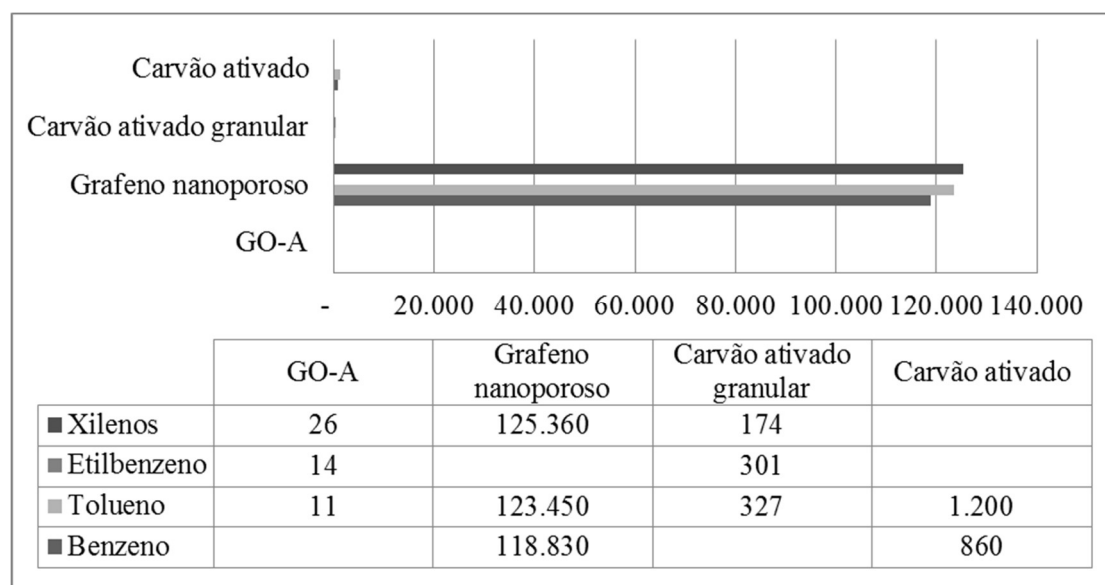 Carvão ativado
Carvão ativado granular
Grafeno nanoporoso
GO-A
- 20.000 40.000 60.000 80.000 100.000 120.000 140.000
GO-A Grafeno nanoporoso Carvão ativado granular Carvão ativado
Xilenos 26 125.360 174
Etilbenzeno 14 301
Tolueno 11 123.450 327 1.200
Benzeno 118.830 860